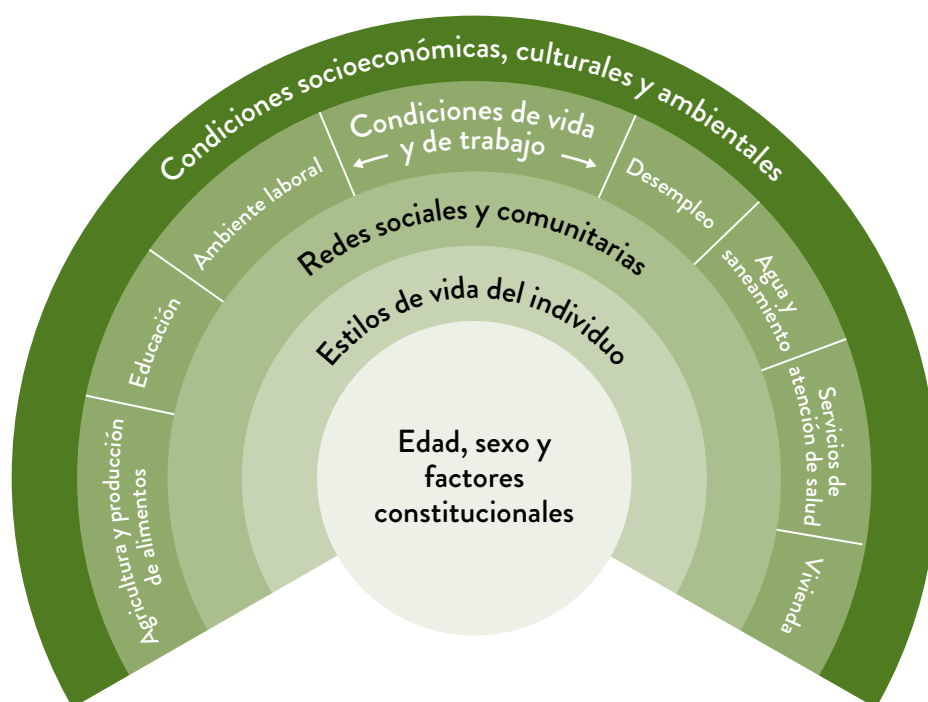 Condiciones socioeconómicas, culturales y ambientales
Condiciones de vida
y de trabajo
Agricultura y producción
de alimentos
Educación
Ambiente laboral
Desempleo
Agua y
saneamiento
Servicios de
atención de salud
Vivienda
Redes sociales y comunitarias
Estilos de vida del individuo
Edad, sexo y
factores
constitucionales